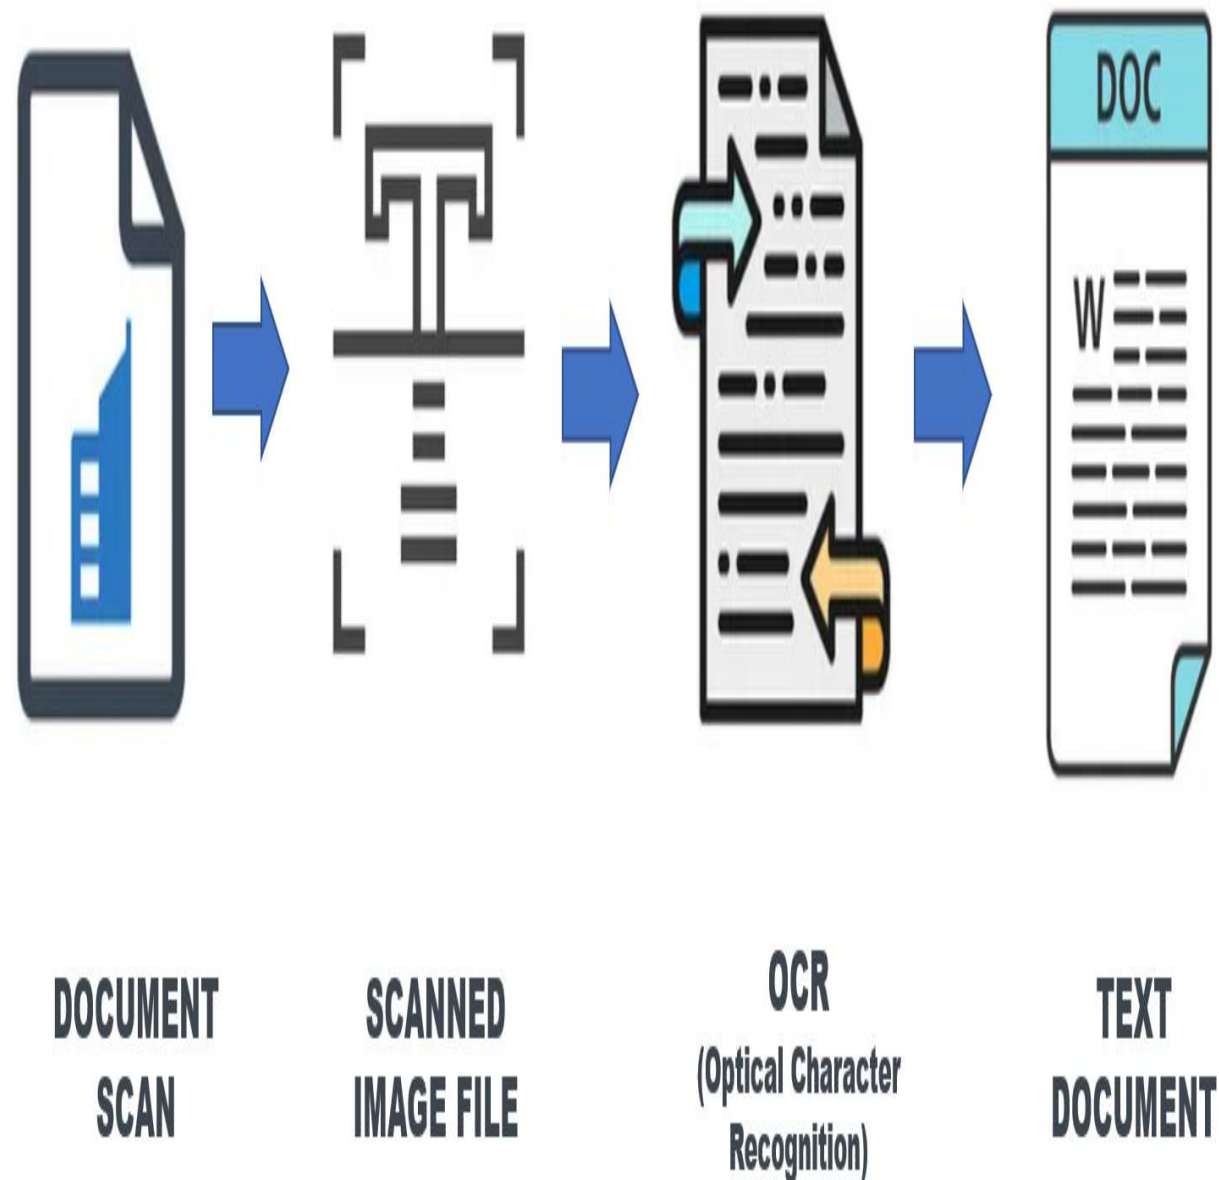 DOC
W
DOCUMENT
SCAN
SCANNED
IMAGE FILE
OCR
(Optical Character
Recognition)
TEXT
DOCUMENT